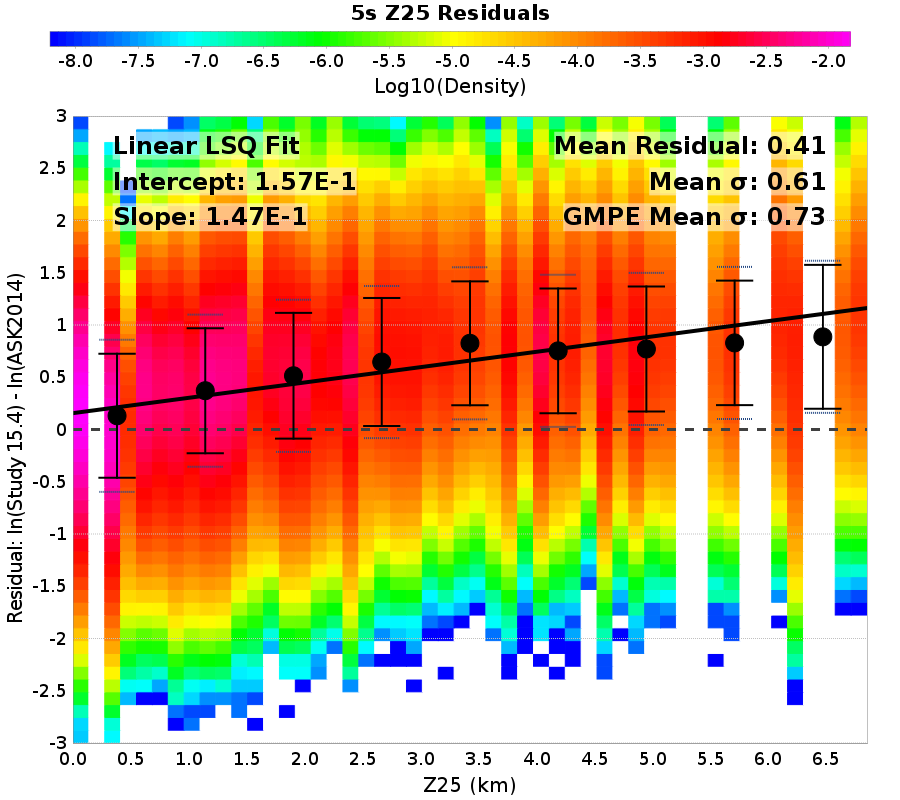 5s Z25 Residuals
-8.0 -7.5 -7.0 -6.5 -6.0 -5.5 -5.0 -4.5 -4.0 -3.5 -3.0 -2.5 -2.0
Log10(Density)
Linear LSQ Fit
Intercept: 1.57E-1
Slope: 1.47E-1
Mean Residual: 0.41
Mean σ: 0.61
GMPE Mean σ: 0.73
Residual: ln(Study 15.4) - ln(ASK2014)
3
2.5
2
1.5
1
0.5
0
-0.5
-1
-1.5
-2
-2.5
-3
0.0 0.5 1.0 1.5 2.0 2.5 3.0 3.5 4.0 4.5 5.0 5.5 6.0 6.5
Z25 (km)